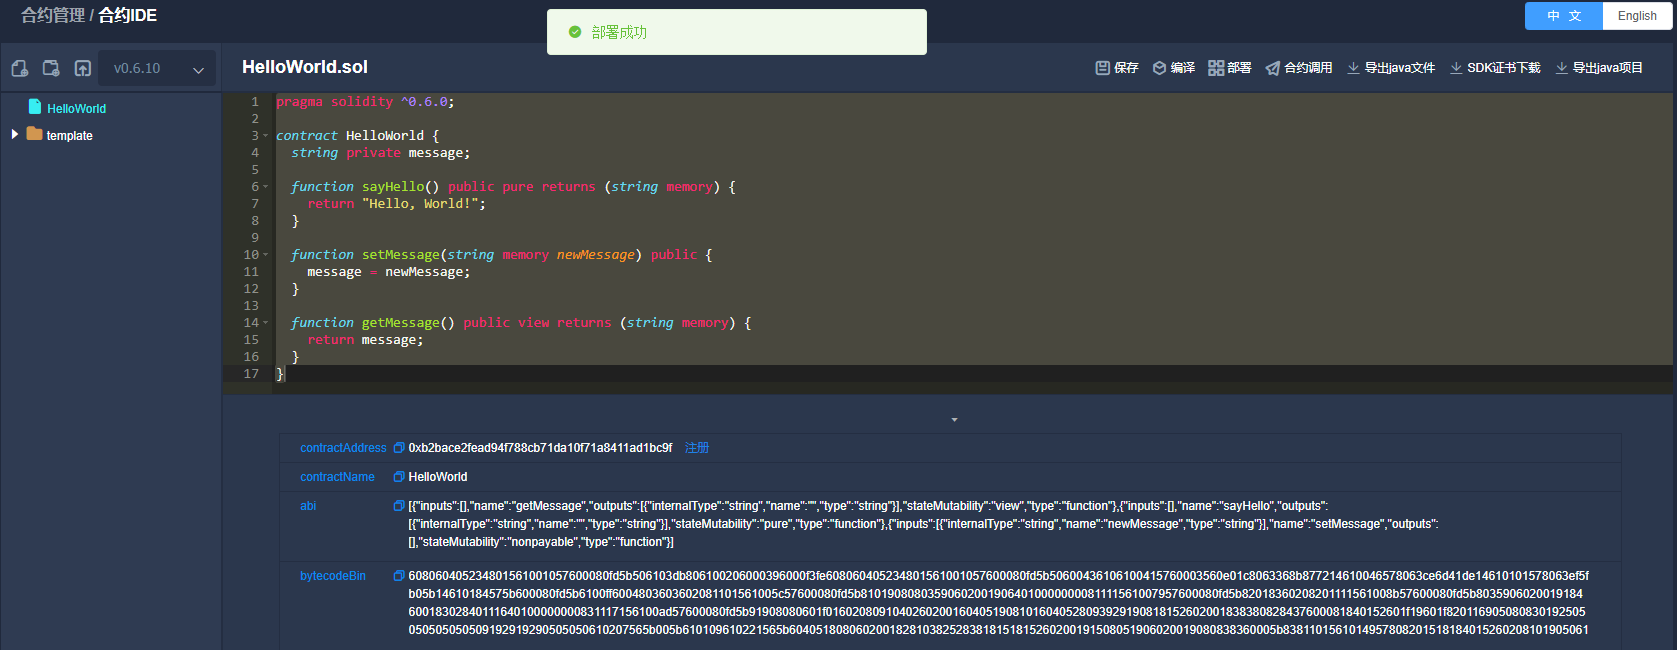 合约管理 / 合约IDE
部署成功
中 文 English
v0.6.10
HelloWorld.sol
保存 编译 部署 合约调用 导出java文件 SDK证书下载 导出java项目
HelloWorld
template
1 pragma solidity ^0.6.0;
2
3 contract HelloWorld {
4 string private message;
5
6 function sayHello() public pure returns (string memory) {
7 return "Hello, World!";
8 }
9
10 function setMessage(string memory newMessage) public {
11 message = newMessage;
12 }
13
14 function getMessage() public view returns (string memory) {
15 return message;
16 }
17 }
contractAddress 0xb2bace2fead94f788cb71da10f71a8411ad1bc9f 注册
contractName HelloWorld
abi [{"inputs":[],"name":"getMessage","outputs":[{"internalType":"string","name":"","type":"string"}],"stateMutability":"view","type":"function"},{"inputs":[],"name":"sayHello","outputs":
[{"internalType":"string","name":"","type":"string"}],"stateMutability":"pure","type":"function"},{"inputs":[{"internalType":"string","name":"newMessage","type":"string"}],"name":"setMessage","outputs":
[],"stateMutability":"nonpayable","type":"function"}]
bytecodeBin 608060405234801561001057600080fd5b506103db806100206000396000f3fe608060405234801561001057600080fd5b50600436106100415760003560e01c8063368b877214610046578063ce6d41de14610101578063ef5f
b05b14610184575b600080fd5b6100ff6004803603602081101561005c57600080fd5b810190808035906020019064010000000081111561007957600080fd5b82018360208201111561008b57600080fd5b8035906020019184
600183028401116401000000008311171561​00ad57600080fd5b91908080601f016020809104026020016040519081016040528093929190818152602001838380828437600081840152601f19601f820116905080830192505
05050505050919291929050505061020​7565b005b610109610221565b6040518080602001828103825283818151815260200191508051906020019080838360005b8381101561014957808201518184015260208101905061